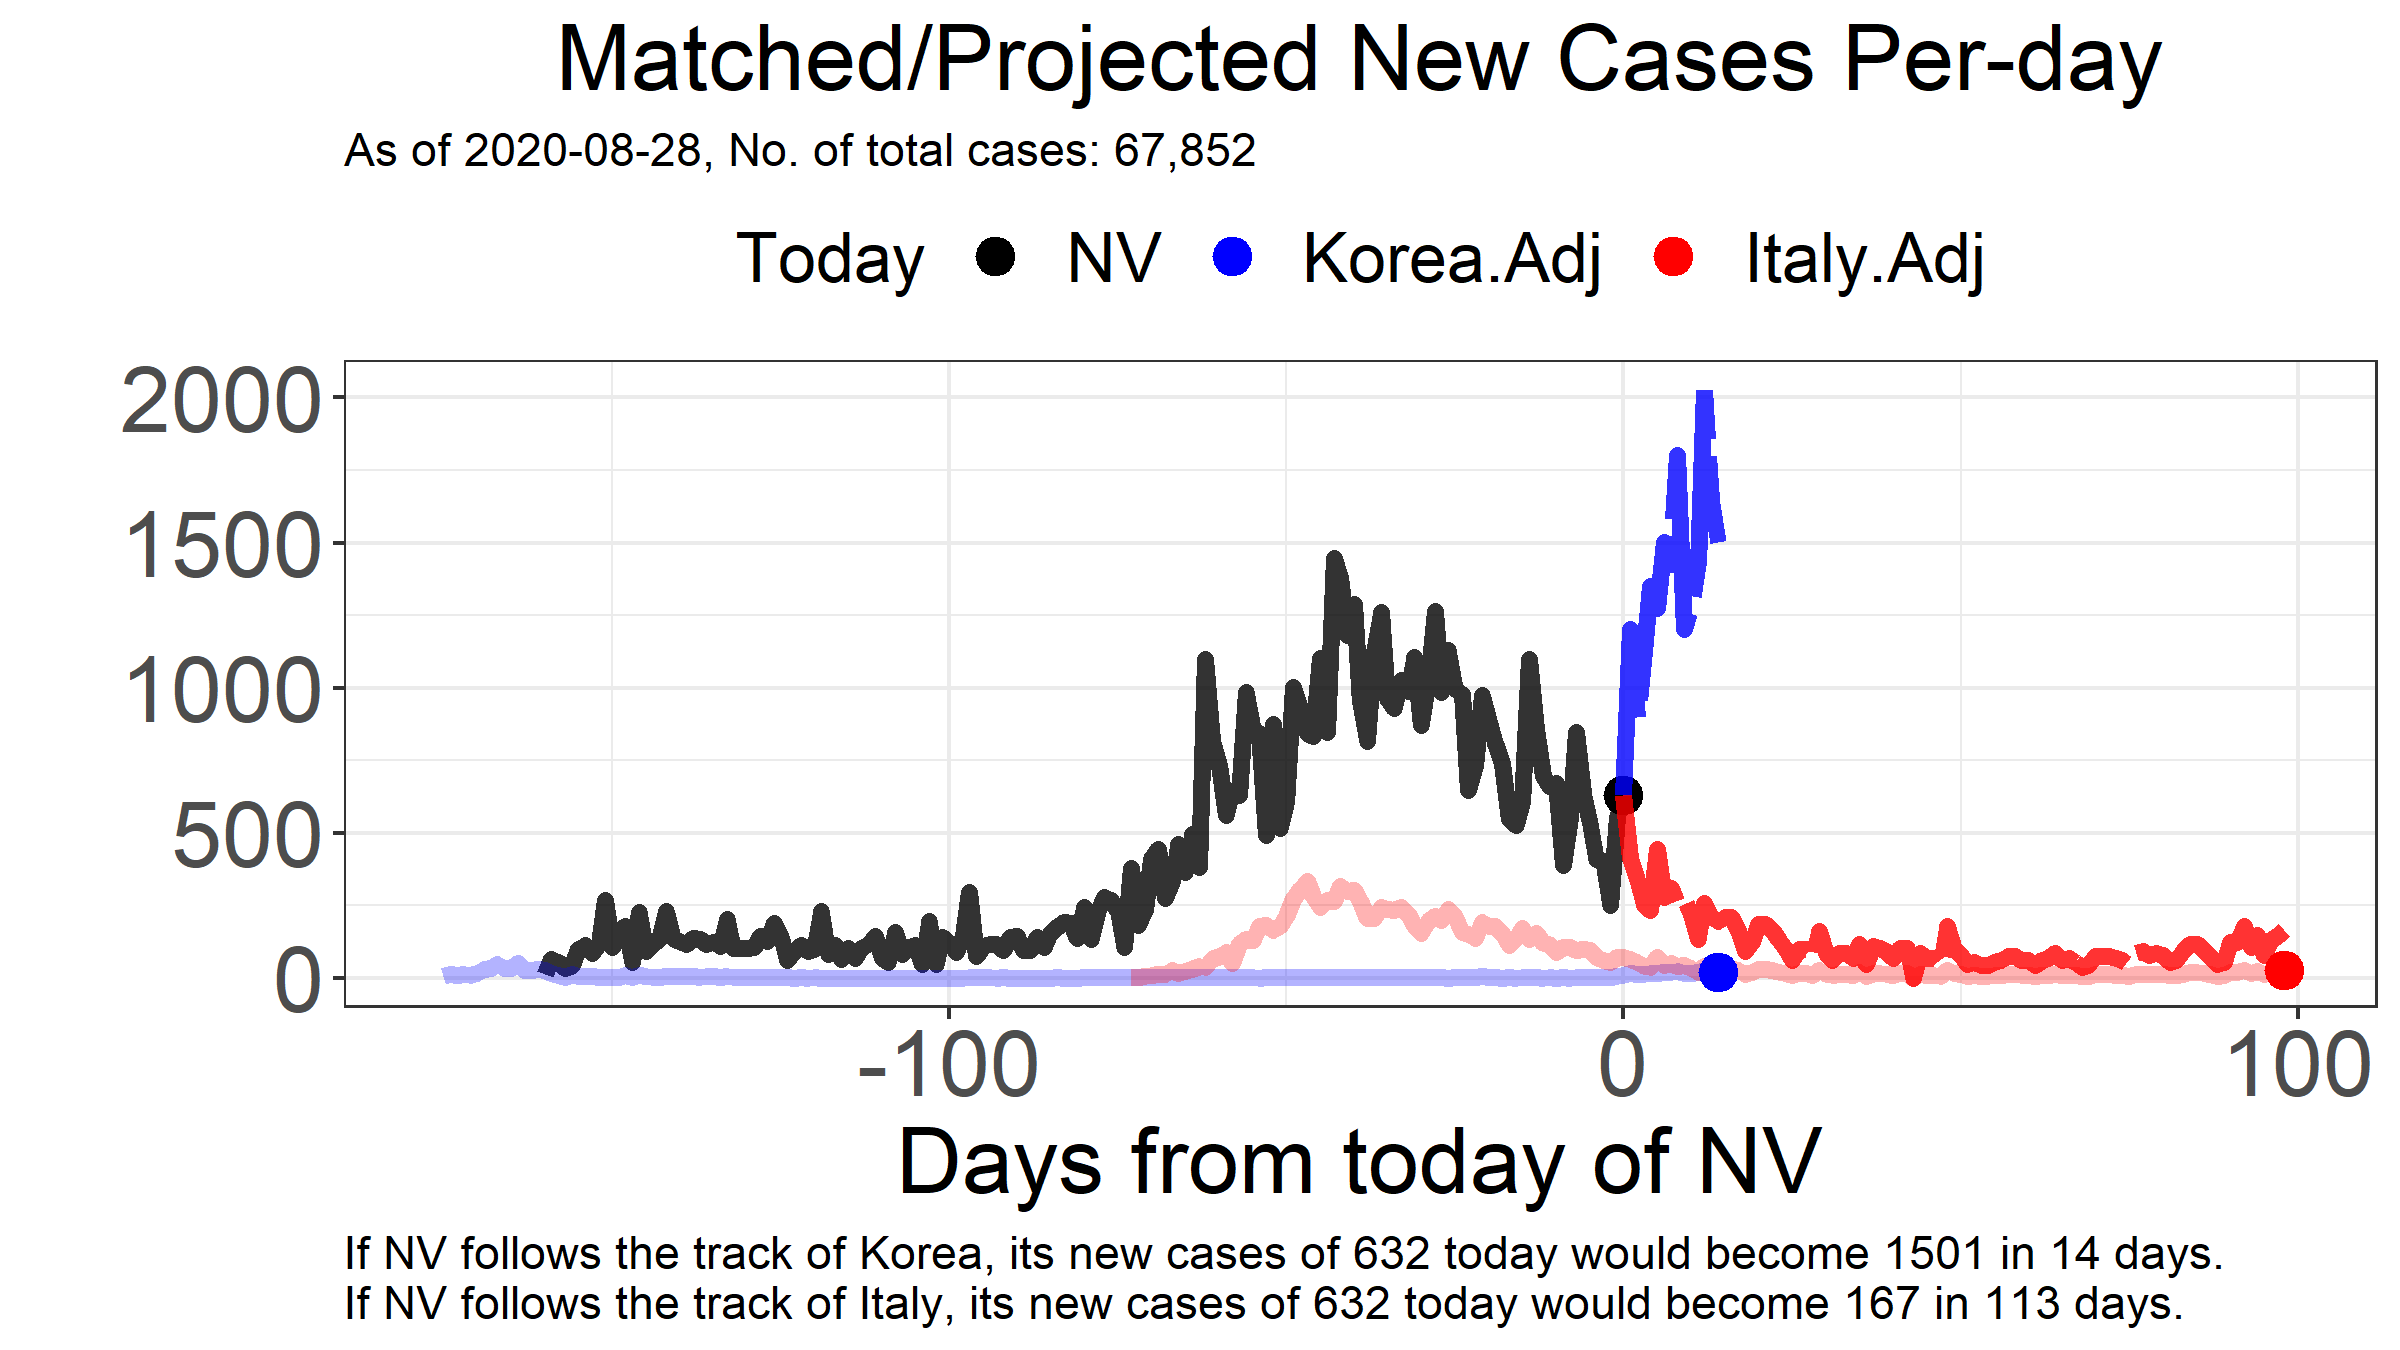 Matched/Projected New Cases Per-day
As of 2020-08-28, No. of total cases: 67,852
Today NV Korea.Adj Italy.Adj
2000
1500
1000
500
0
-100 0 100
Days from today of NV
If NV follows the track of Korea, its new cases of 632 today would become 1501 in 14 days.
If NV follows the track of Italy, its new cases of 632 today would become 167 in 113 days.